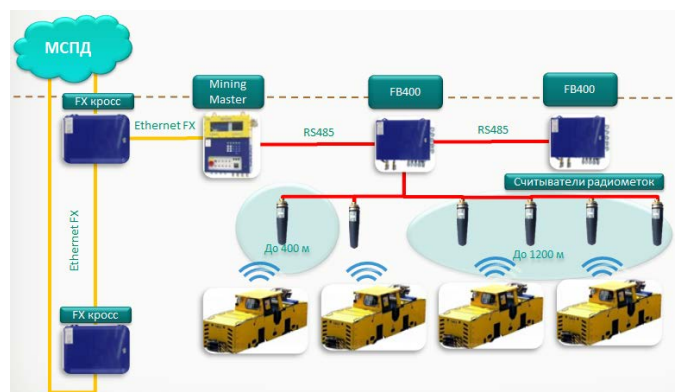 МСПД
FX кросс
Mining
Master
FB400
FB400
Ethernet FX
RS485
RS485
Считыватели радиометок
До 400 м
До 1200 м
Ethernet FX
FX кросс